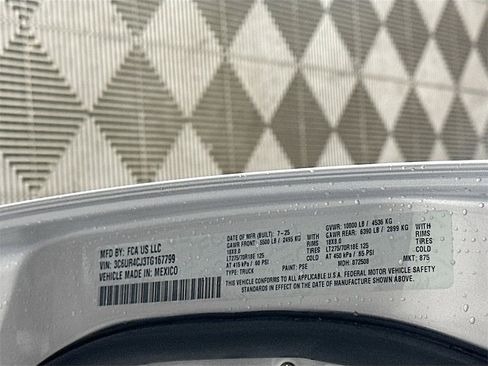 MFD BY: FCA US LLC
VIN: 3C6UR4CJ3TG167799
VEHICLE MADE IN: MEXICO
DATE OF MFR (BUILT): 7-25
GAWR FRONT 5500 LB / 2495 KG WITH
18X8.0 RIMS
LT275/70R18E 125 TIRES
AT 415 kPa / 60 PSI COLD
TYPE: TRUCK PAINT: PSE
GVWR: 10000 LB / 4536 KG
GAWR REAR: 6390 LB / 2899 KG WITH
18X8.0 RIMS
LT275/70R18E 125 TIRES
AT 450 kPa / 65 PSI COLD
MDH: 872508 MKT: 875
THIS VEHICLE CONFORMS TO ALL APPLICABLE U.S.A. FEDERAL MOTOR VEHICLE SAFETY
STANDARDS IN EFFECT ON THE DATE OF MANUFACTURE SHOWN ABOVE